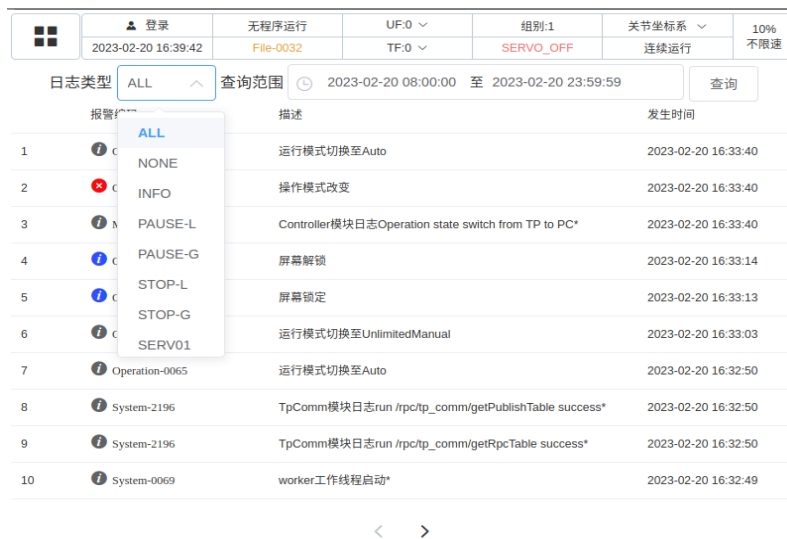 登录 无程序运行 UF:0 组别:1 关节坐标系 10%
2023-02-20 16:39:42 File-0032 TF:0 SERVO_OFF 连续运行 不限速
日志类型 ALL 查询范围 2023-02-20 08:00:00 至 2023-02-20 23:59:59 查询
报警 描述 发生时间
ALL
NONE
INFO
PAUSE-L
PAUSE-G
STOP-L
STOP-G
SERV01
1 运行模式切换至Auto 2023-02-20 16:33:40
2 操作模式改变 2023-02-20 16:33:40
3 Controller模块日志Operation state switch from TP to PC* 2023-02-20 16:33:40
4 屏幕解锁 2023-02-20 16:33:14
5 屏幕锁定 2023-02-20 16:33:13
6 运行模式切换至UnlimitedManual 2023-02-20 16:33:03
7 Operation-0065 运行模式切换至Auto 2023-02-20 16:32:50
8 System-2196 TpComm模块日志run /rpc/tp_comm/getPublishTable success* 2023-02-20 16:32:50
9 System-2196 TpComm模块日志run /rpc/tp_comm/getRpcTable success* 2023-02-20 16:32:50
10 System-0069 worker工作线程启动* 2023-02-20 16:32:49